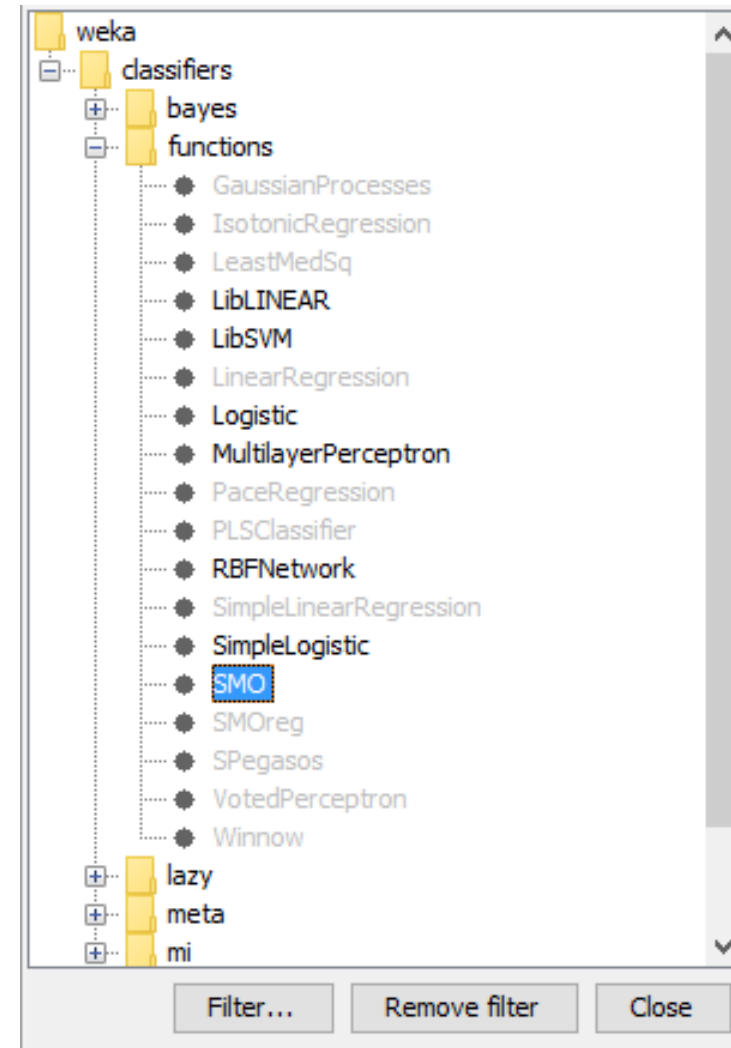 weka
classifiers
bayes
functions
GaussianProcesses
IsotonicRegression
LeastMedSq
LibLINEAR
LibSVM
LinearRegression
Logistic
MultilayerPerceptron
PaceRegression
PLSClassifier
RBFNetwork
SimpleLinearRegression
SimpleLogistic
SMO
SMOreg
SPegasos
VotedPerceptron
Winnow
lazy
meta
mi
Filter... Remove filter Close